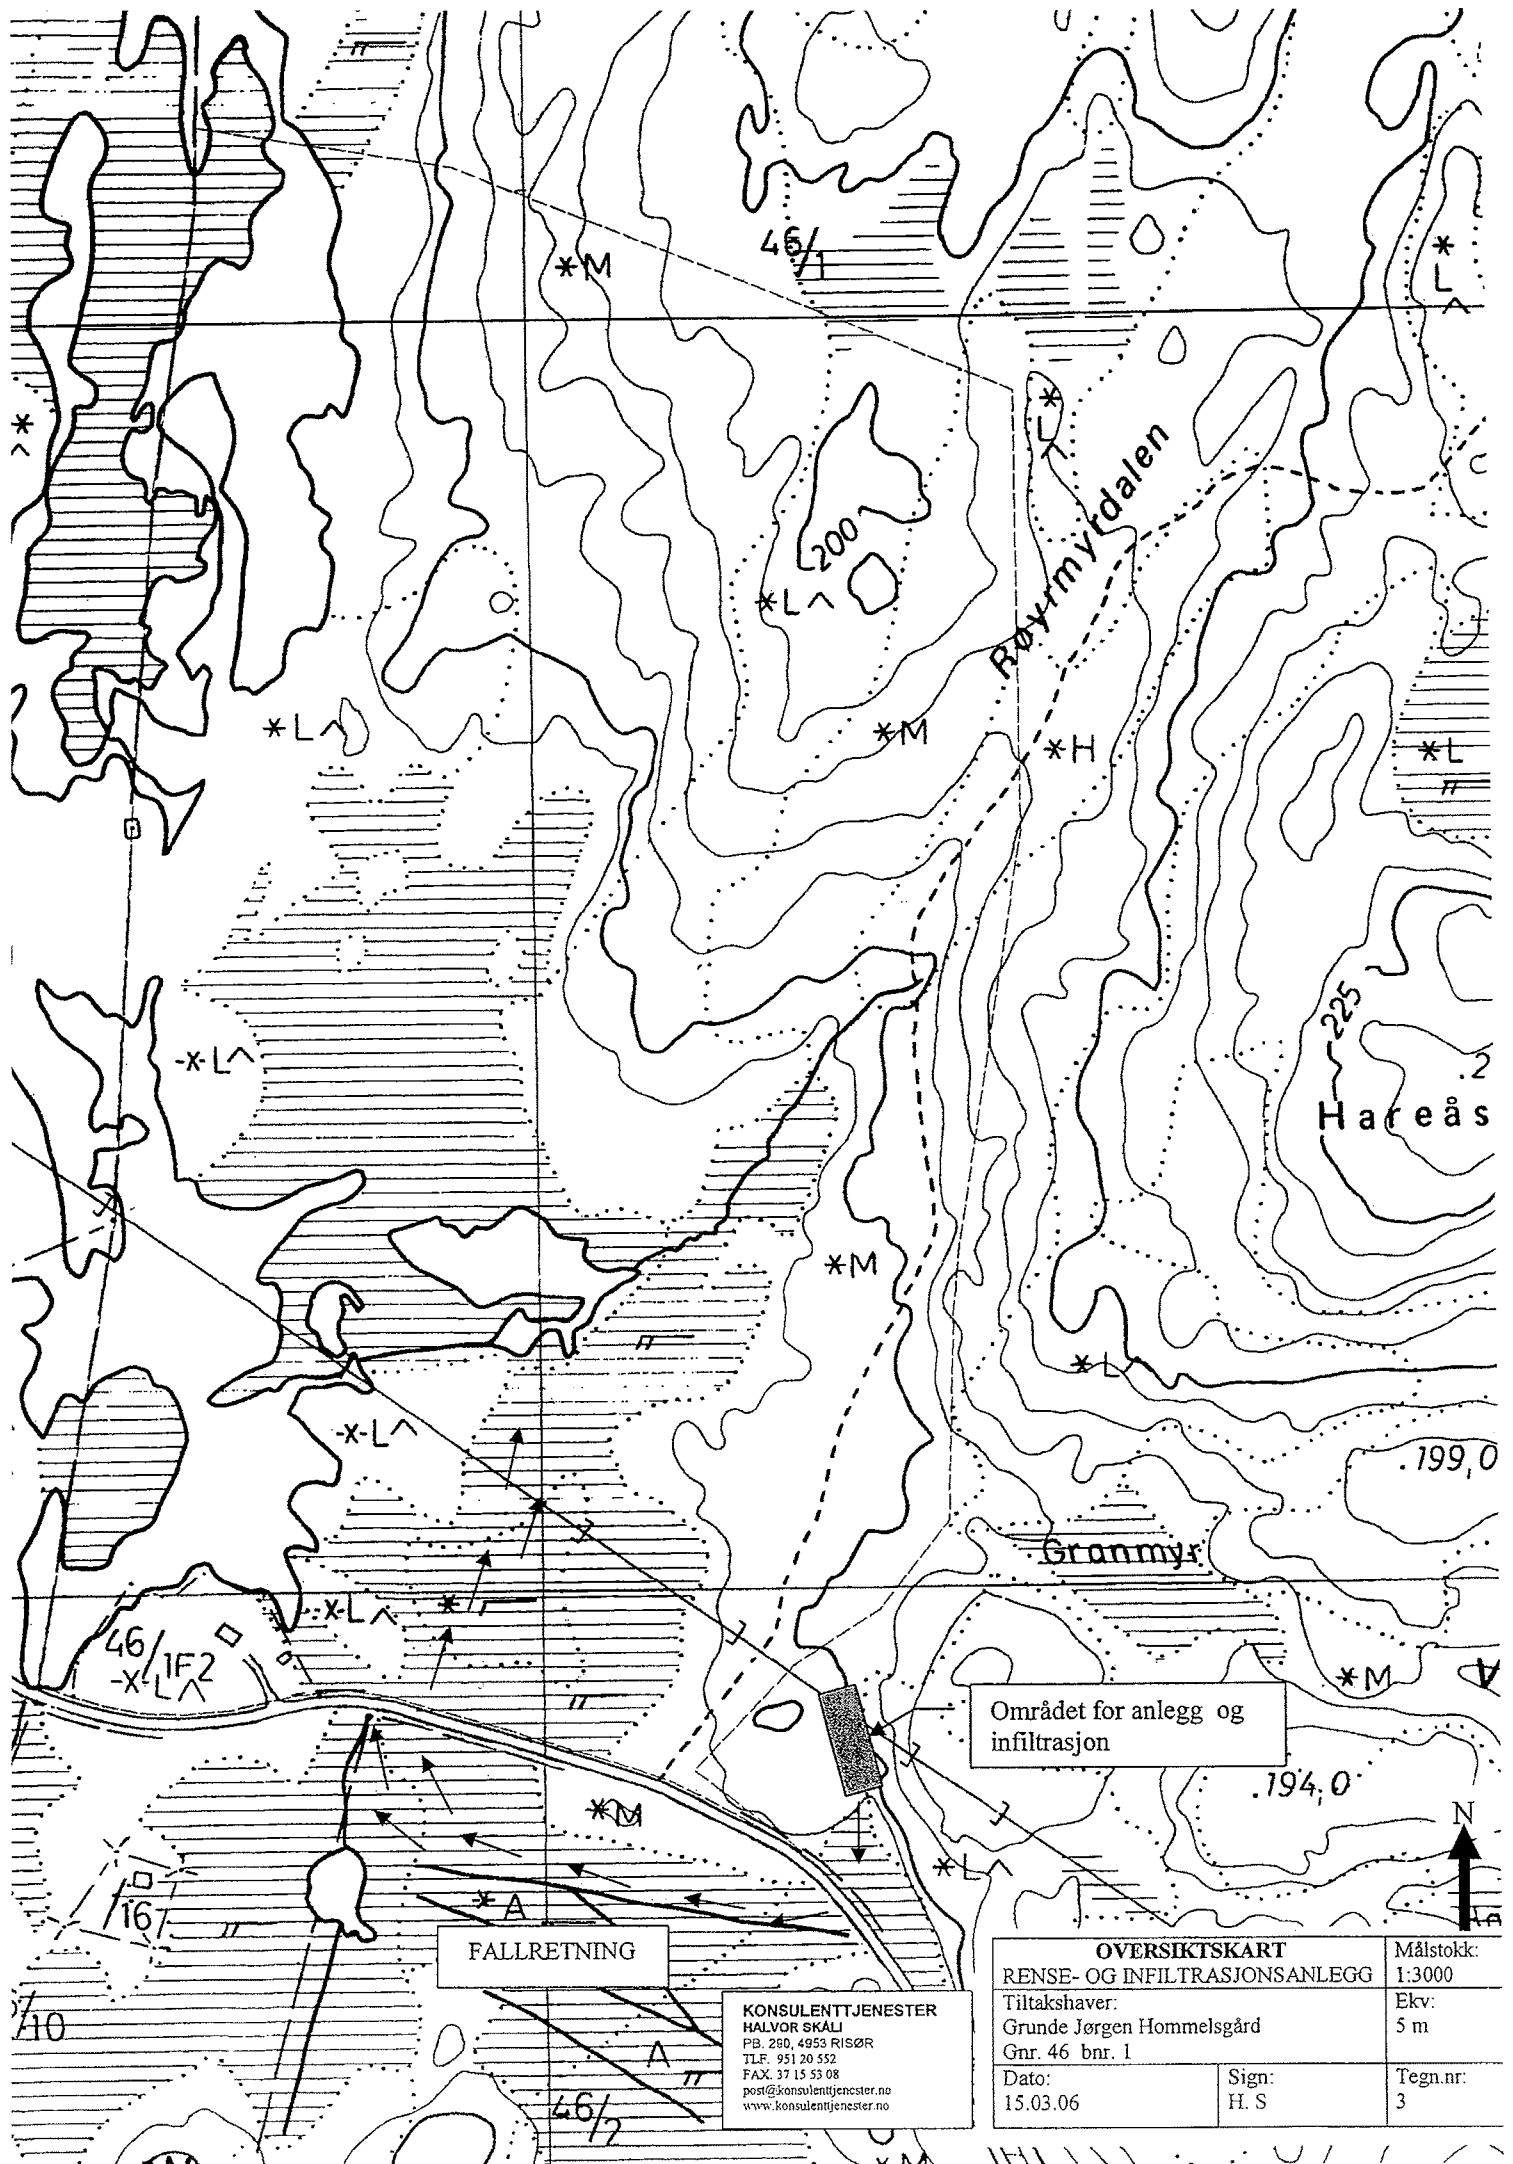 *M
46/1
*
L
^
*
^
*
L
200
*L^
Røyrmyrdalen
*L^
*M
*H
*L
225
.2
Hareås
-x-L^
*M
*L^
-x-L^
.199,0
Granmyr
-x-L^
*
46/1F2
-x-L^
*M
Området for anlegg og
infiltrasjon
.194,0
N
*M
*L^
16
*A
FALLRETNING
/10
A
46/2
*M
KONSULENTTJENESTER
HALVOR SKÅLI
PB. 280, 4953 RISØR
TLF. 951 20 552
FAX. 37 15 53 08
post@konsulenttjenester.no
www.konsulenttjenester.no
OVERSIKTSKART
RENSE- OG INFILTRASJONSANLEGG
Målstokk:
1:3000
Tiltakshaver:
Grunde Jørgen Hommelsgård
Gnr. 46 bnr. 1
Ekv:
5 m
Dato:
15.03.06
Sign:
H. S
Tegn.nr:
3